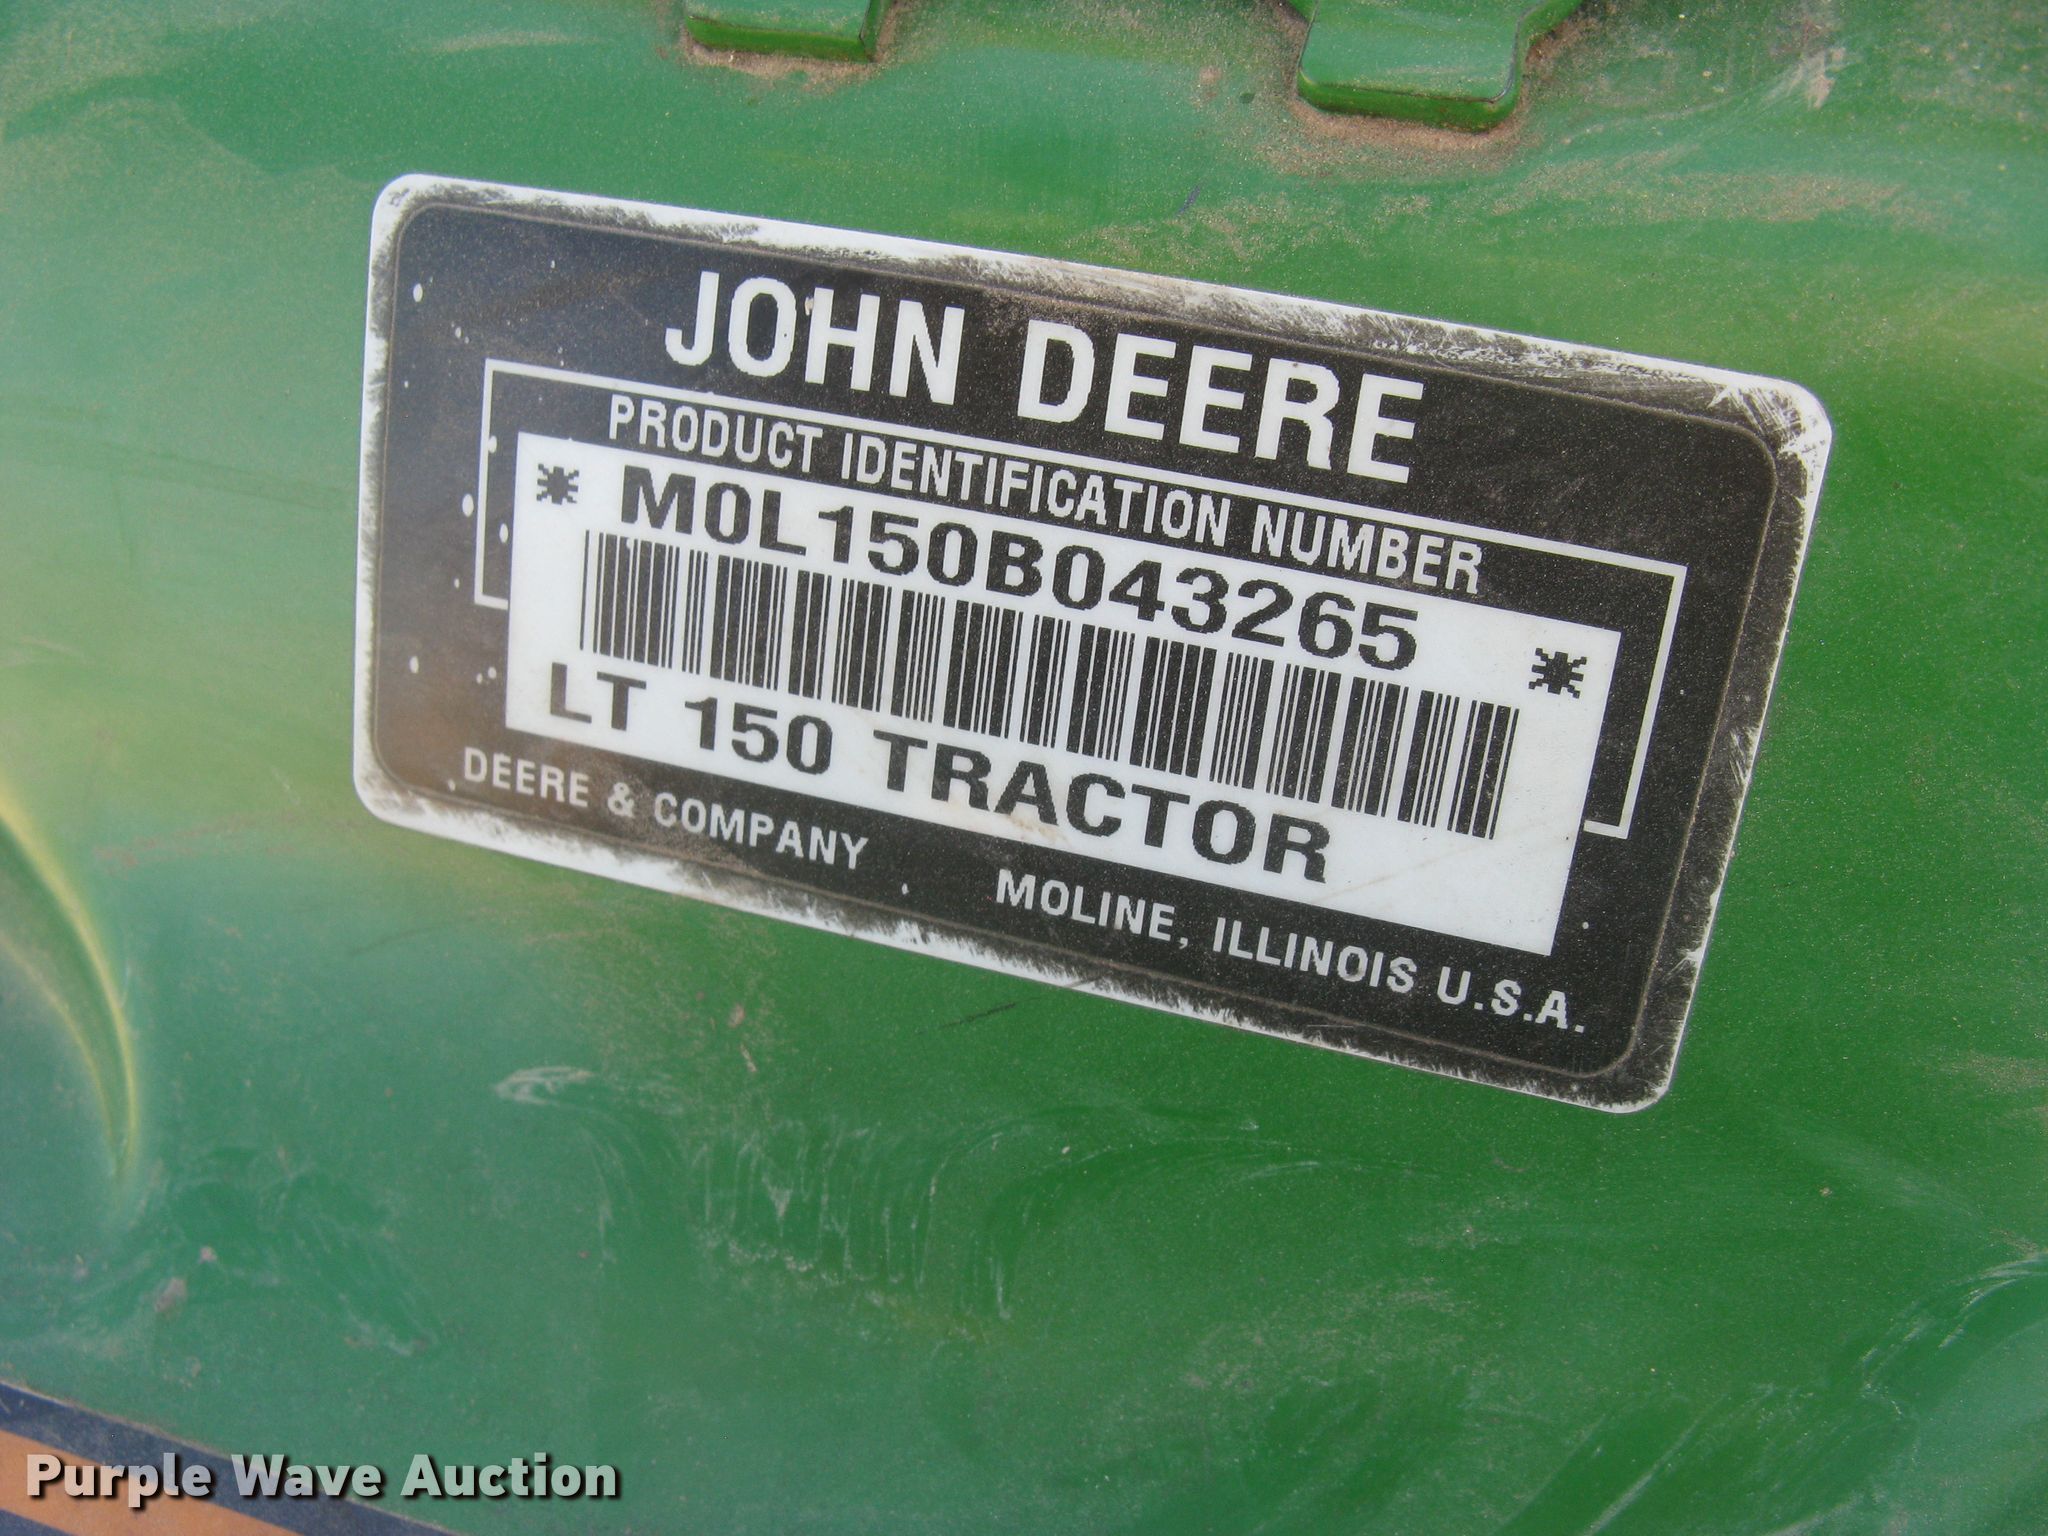 JOHN DEERE
PRODUCT IDENTIFICATION NUMBER
* M0L150B043265 *
LT 150 TRACTOR
DEERE & COMPANY MOLINE, ILLINOIS U.S.A.
Purple Wave Auction